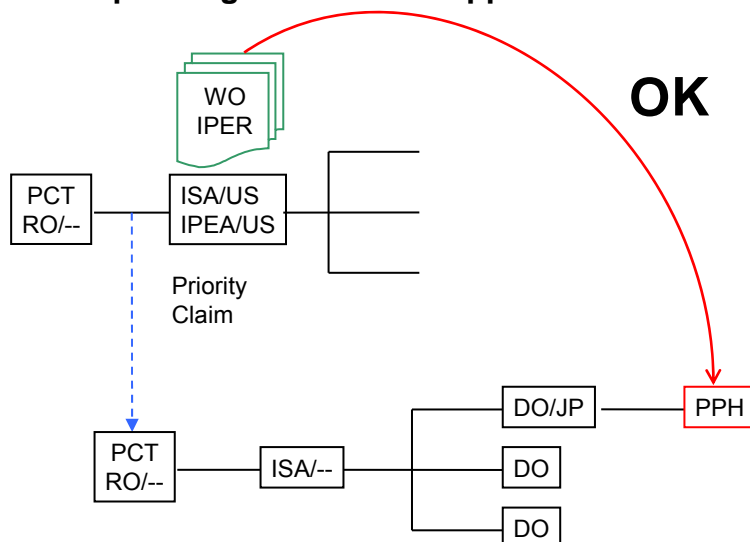 OK
WO
IPER
PCT
RO/--
ISA/US
IPEA/US
Priority
Claim
DO/JP
PPH
PCT
RO/--
ISA/--
DO
DO